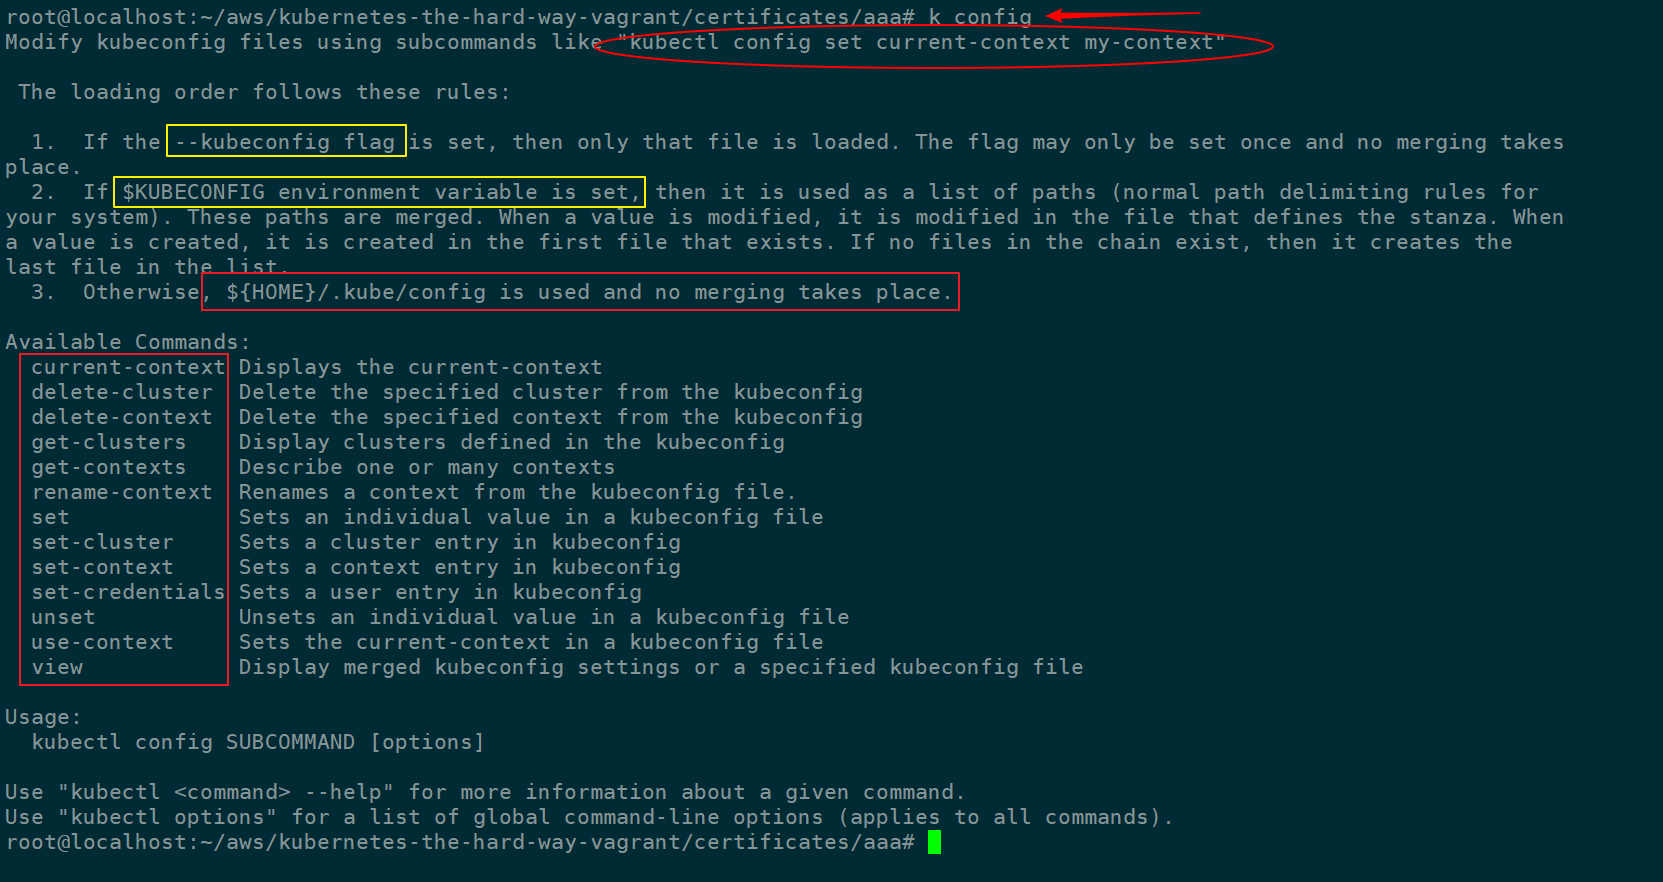 root@localhost:~/aws/kubernetes-the-hard-way-vagrant/certificates/aaa# k config
Modify kubeconfig files using subcommands like "kubectl config set current-context my-context"
The loading order follows these rules:
1. If the --kubeconfig flag is set, then only that file is loaded. The flag may only be set once and no merging takes
place.
2. If $KUBECONFIG environment variable is set, then it is used as a list of paths (normal path delimiting rules for
your system). These paths are merged. When a value is modified, it is modified in the file that defines the stanza. When
a value is created, it is created in the first file that exists. If no files in the chain exist, then it creates the
last file in the list.
3. Otherwise, ${HOME}/.kube/config is used and no merging takes place.
Available Commands:
current-context Displays the current-context
delete-cluster Delete the specified cluster from the kubeconfig
delete-context Delete the specified context from the kubeconfig
get-clusters Display clusters defined in the kubeconfig
get-contexts Describe one or many contexts
rename-context Renames a context from the kubeconfig file.
set Sets an individual value in a kubeconfig file
set-cluster Sets a cluster entry in kubeconfig
set-context Sets a context entry in kubeconfig
set-credentials Sets a user entry in kubeconfig
unset Unsets an individual value in a kubeconfig file
use-context Sets the current-context in a kubeconfig file
view Display merged kubeconfig settings or a specified kubeconfig file
Usage:
kubectl config SUBCOMMAND [options]
Use "kubectl <command> --help" for more information about a given command.
Use "kubectl options" for a list of global command-line options (applies to all commands).
root@localhost:~/aws/kubernetes-the-hard-way-vagrant/certificates/aaa#